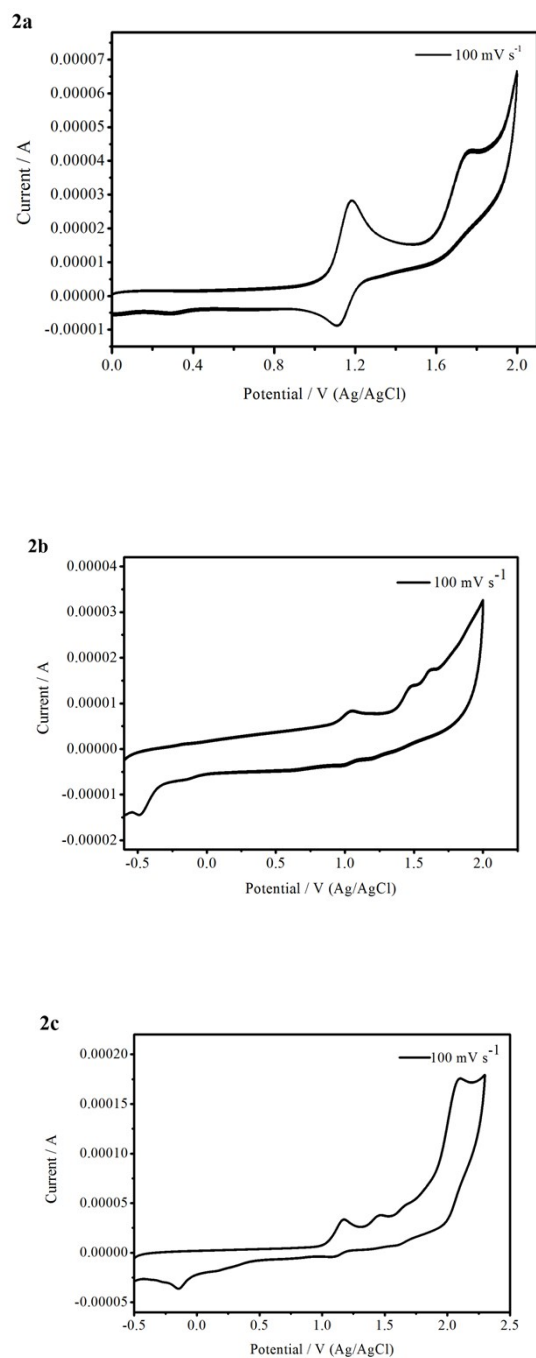 2a
100 mV s⁻¹
0.00007
0.00006
0.00005
0.00004
0.00003
0.00002
0.00001
0.00000
-0.00001
Current / A
0.0 0.4 0.8 1.2 1.6 2.0
Potential / V (Ag/AgCl)
2b
100 mV s⁻¹
0.00004
0.00003
0.00002
0.00001
0.00000
-0.00001
-0.00002
Current / A
-0.5 0.0 0.5 1.0 1.5 2.0
Potential / V (Ag/AgCl)
2c
100 mV s⁻¹
0.00020
0.00015
0.00010
0.00005
0.00000
-0.00005
Current / A
-0.5 0.0 0.5 1.0 1.5 2.0 2.5
Potential / V (Ag/AgCl)